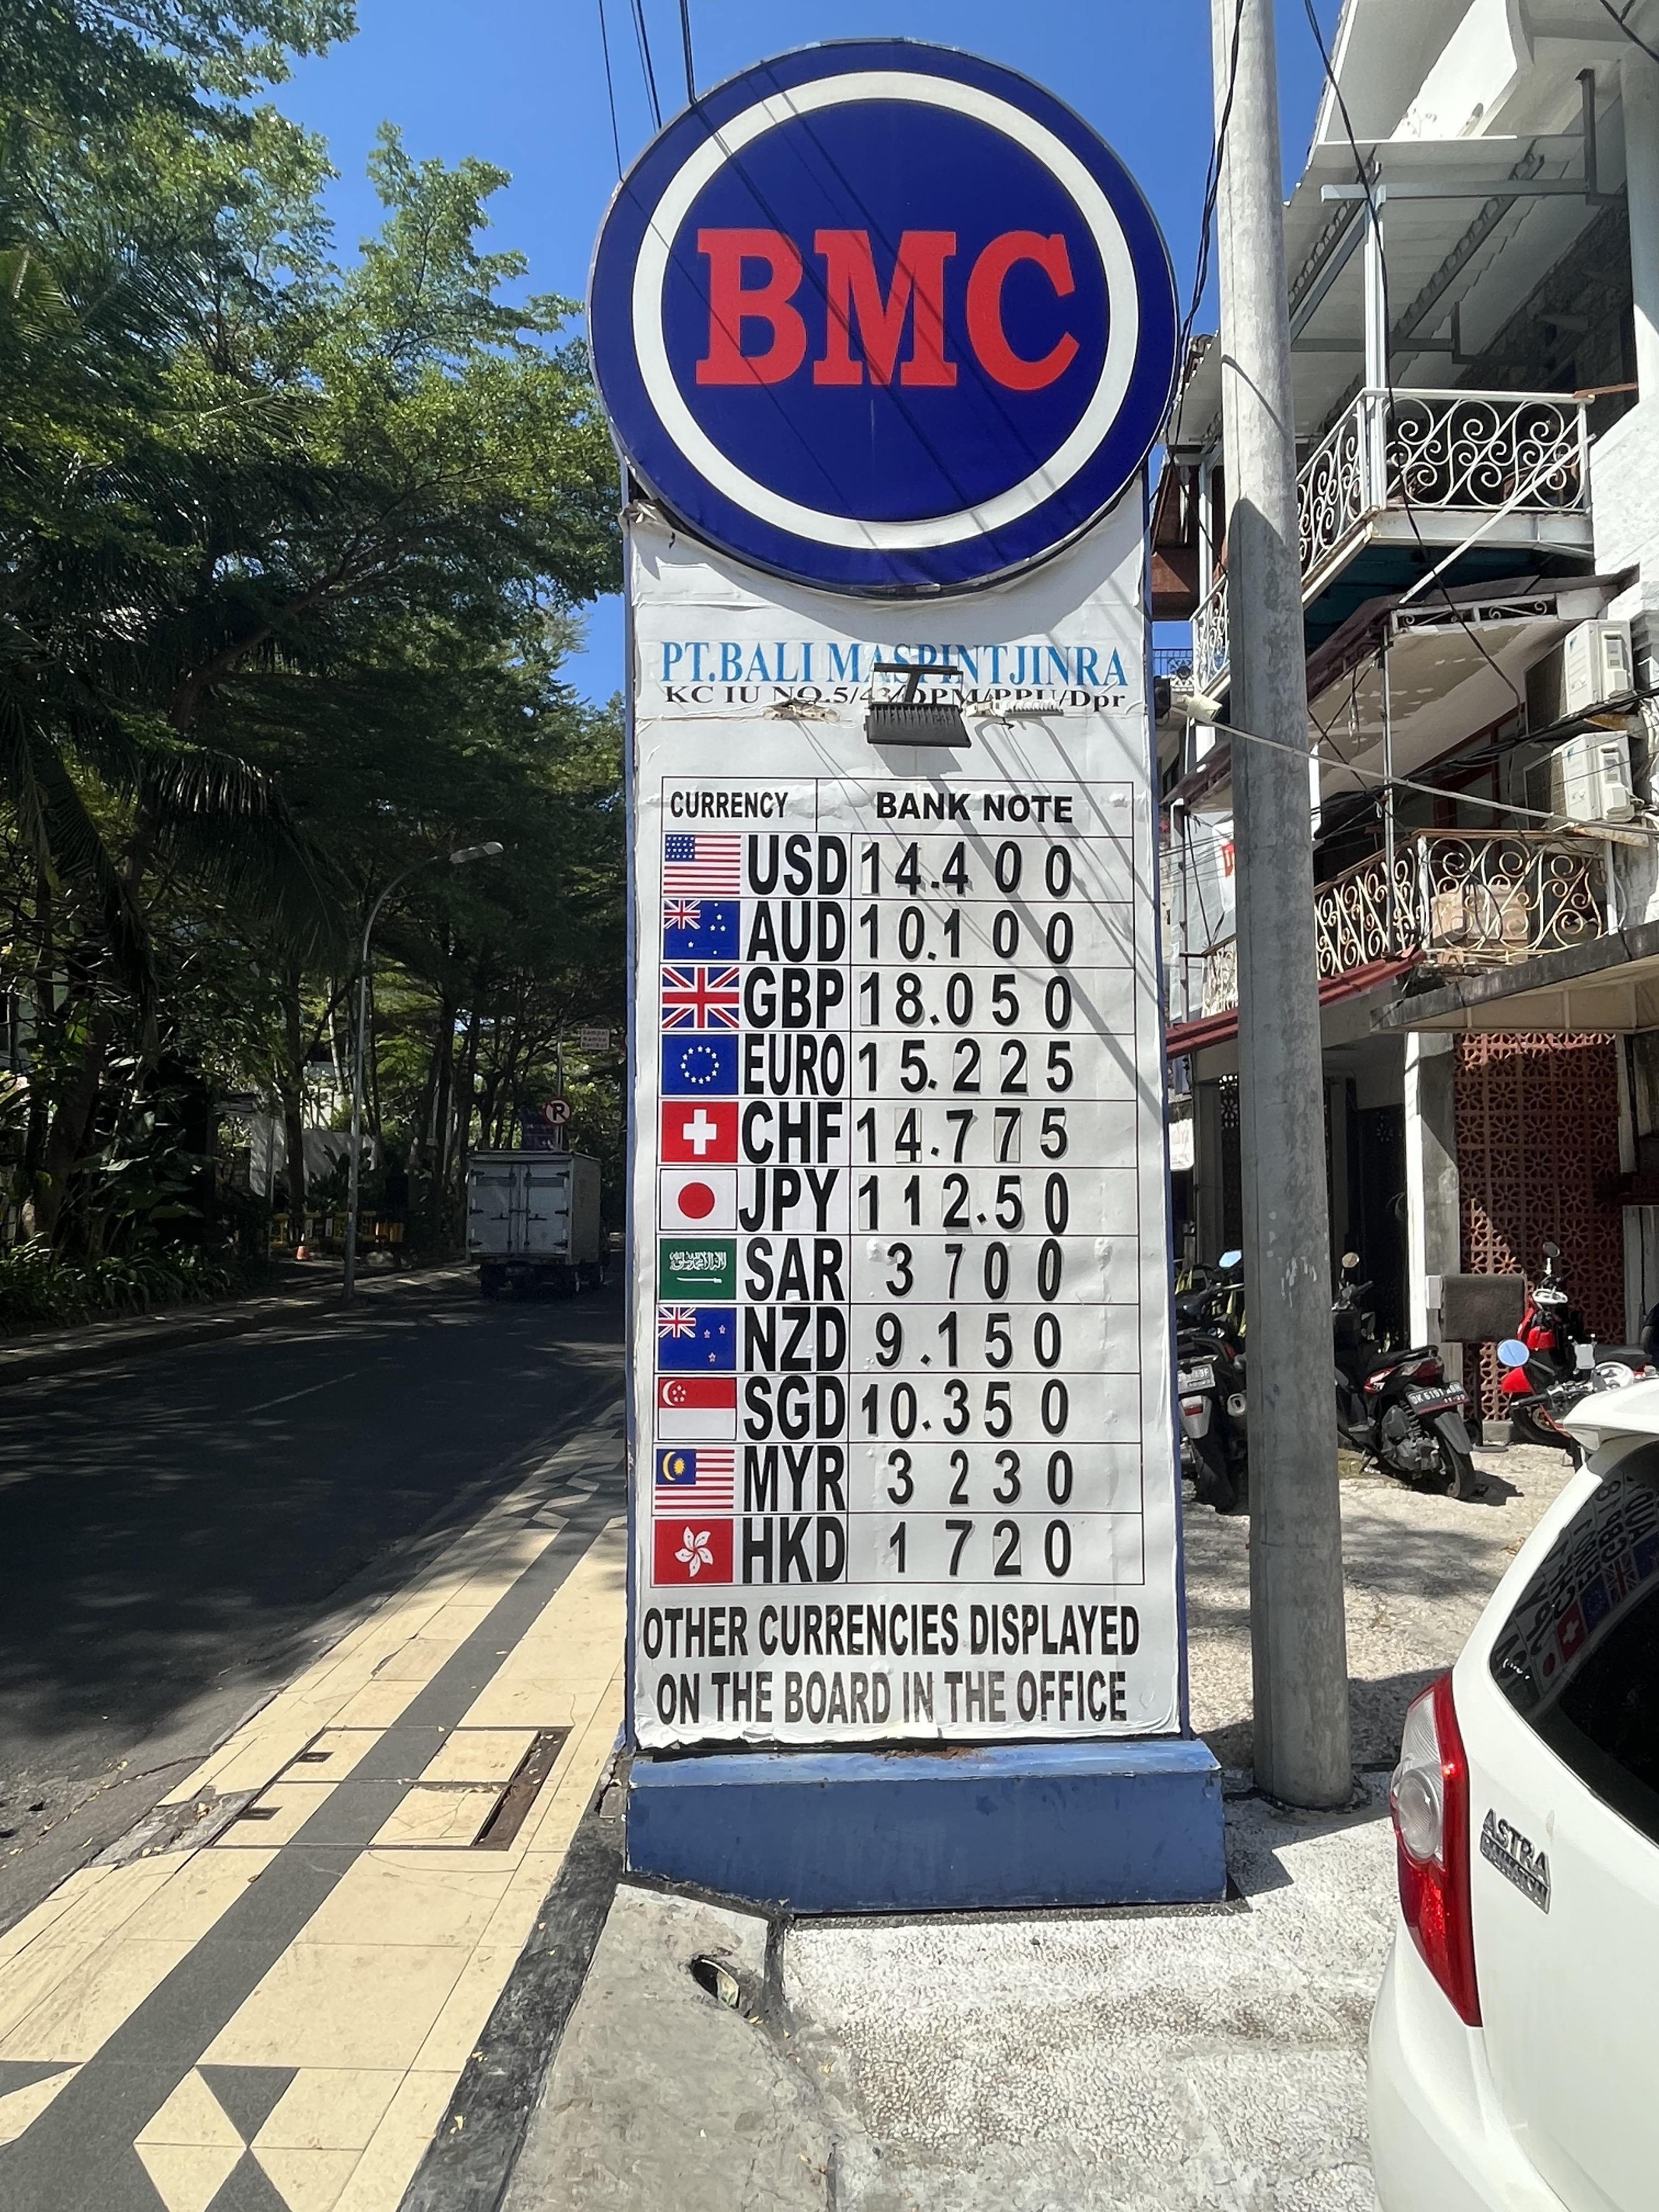 BMC
PT.BALI MASPINTJINRA
KC IU NO.5/43/DPM/PPU/Dpr
CURRENCY BANK NOTE
USD 14.400
AUD 10.100
GBP 18.050
EURO 15.225
CHF 14.775
JPY 112.50
SAR 3700
NZD 9.150
SGD 10.350
MYR 3230
HKD 1720
OTHER CURRENCIES DISPLAYED
ON THE BOARD IN THE OFFICE
ASTRA